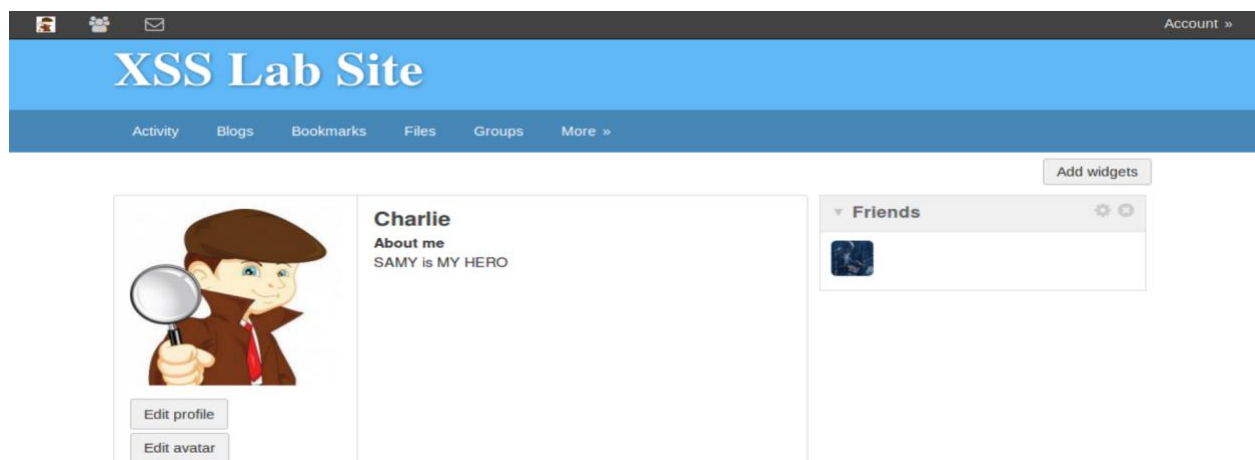 Account »
XSS Lab Site
Activity Blogs Bookmarks Files Groups More »
Add widgets
Charlie
About me
SAMY is MY HERO
Friends
Edit profile
Edit avatar